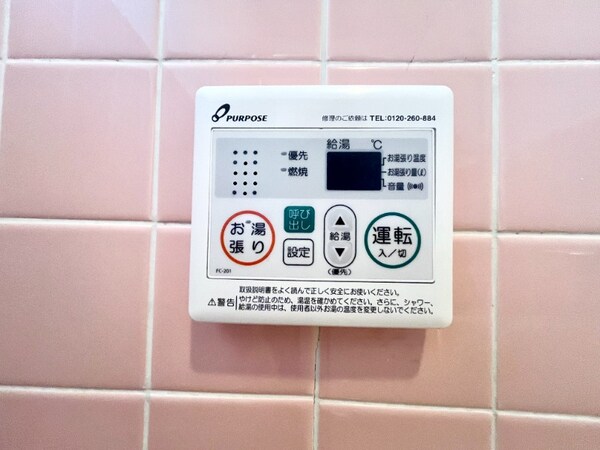 PURPOSE
修理のご依頼は TEL:0120-260-884
給湯 ℃
優先
燃焼
お湯張り温度
お湯張り量(ℓ)
音量
お湯張り
呼び出し
設定
給湯
(優先)
運転
入/切
FC-201
取扱説明書をよく読んで正しく安全にお使いください。
⚠警告 やけど防止のため、湯温を確かめてください。さらに、シャワー、
給湯の使用中は、使用者以外お湯の温度を変更しないでください。